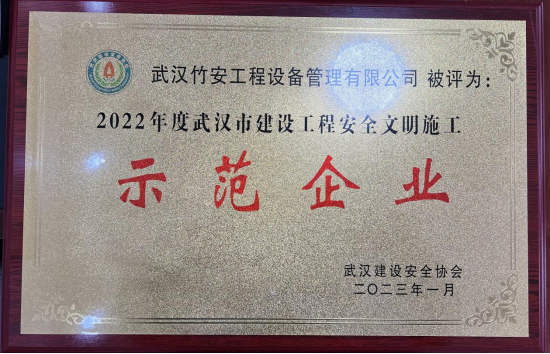 武汉竹安工程设备管理有限公司 被评为：
2022年度武汉市建设工程安全文明施工
示范企业
武汉建设安全协会
二〇二三年一月